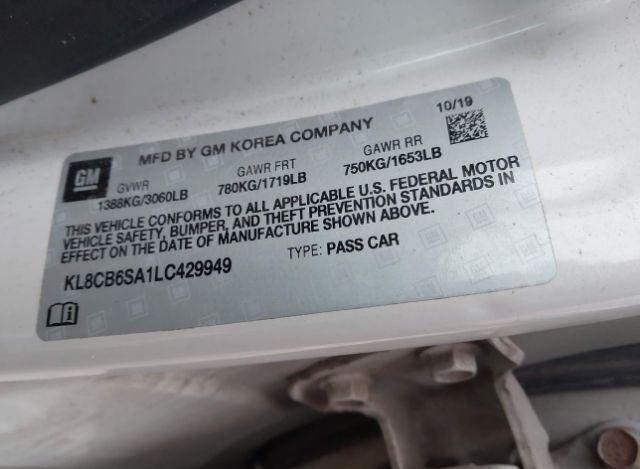 10/19
MFD BY GM KOREA COMPANY
GM
GVWR GAWR FRT GAWR RR
1388KG/3060LB 780KG/1719LB 750KG/1653LB
THIS VEHICLE CONFORMS TO ALL APPLICABLE U.S. FEDERAL MOTOR
VEHICLE SAFETY, BUMPER, AND THEFT PREVENTION STANDARDS IN
EFFECT ON THE DATE OF MANUFACTURE SHOWN ABOVE.
KL8CB6SA1LC429949 TYPE: PASS CAR